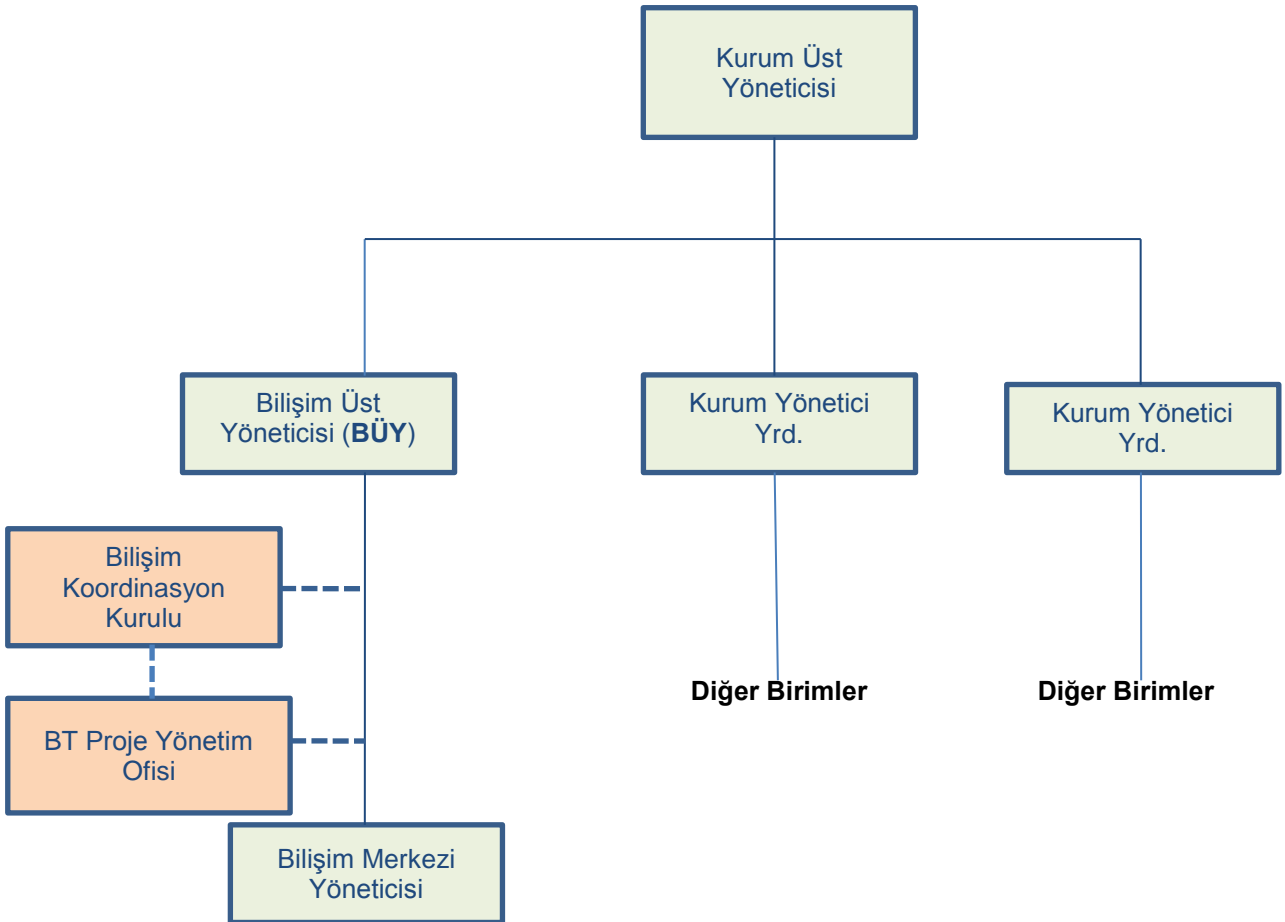 Kurum Üst
Yöneticisi
Bilişim Üst
Yöneticisi (BÜY)
Kurum Yönetici
Yrd.
Kurum Yönetici
Yrd.
Bilişim
Koordinasyon
Kurulu
Diğer Birimler
Diğer Birimler
BT Proje Yönetim
Ofisi
Bilişim Merkezi
Yöneticisi